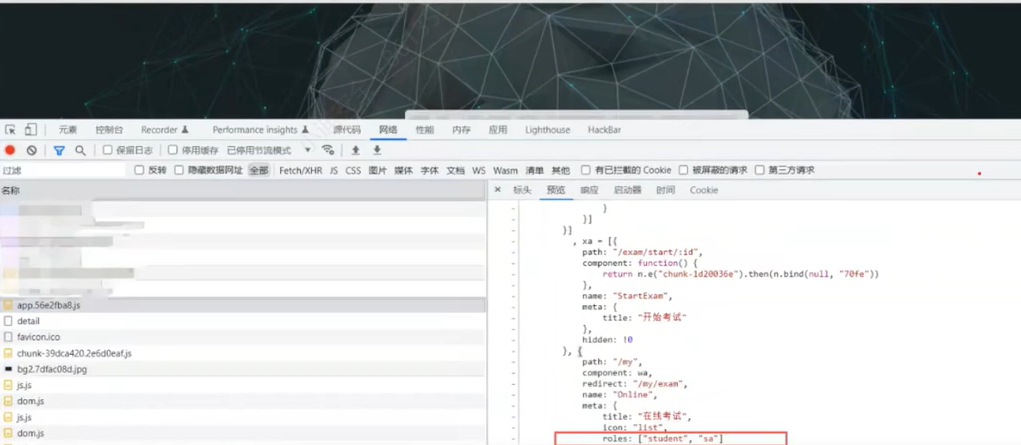 元素 控制台 Recorder Performance insights 源代码 网络 性能 内存 应用 Lighthouse HackBar
保留日志 停用缓存 已停用节流模式
过滤 反转 隐藏数据网址 全部 Fetch/XHR JS CSS 图片 媒体 字体 文档 WS Wasm 清单 其他 有已拦截的 Cookie 被屏蔽的请求 第三方请求
名称
× 标头 预览 响应 启动器 时间 Cookie
app.56e2fba8.js
detail
favicon.ico
chunk-39dca420.2e6d0eaf.js
bg2.7dfac08d.jpg
js.js
dom.js
js.js
dom.js
}
}]
}]
, xa = [{
path: "/exam/start/:id",
component: function() {
return n.e("chunk-1d20036e").then(n.bind(null, "70fe"))
},
name: "StartExam",
meta: {
title: "开始考试"
},
hidden: !0
}, {
path: "/my",
component: wa,
redirect: "/my/exam",
name: "Online",
meta: {
title: "在线考试",
icon: "list",
roles: ["student", "sa"]